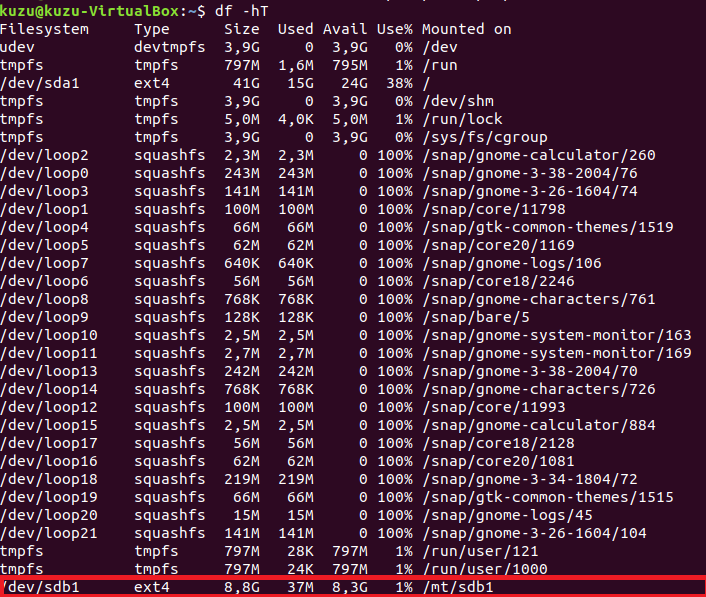 kuzu@kuzu-VirtualBox:~$ df -hT
Filesystem     Type      Size  Used Avail Use% Mounted on
udev           devtmpfs  3,9G     0  3,9G   0% /dev
tmpfs          tmpfs     797M  1,6M  795M   1% /run
/dev/sda1      ext4       41G   15G   24G  38% /
tmpfs          tmpfs     3,9G     0  3,9G   0% /dev/shm
tmpfs          tmpfs     5,0M  4,0K  5,0M   1% /run/lock
tmpfs          tmpfs     3,9G     0  3,9G   0% /sys/fs/cgroup
/dev/loop2     squashfs  2,3M  2,3M     0 100% /snap/gnome-calculator/260
/dev/loop0     squashfs  243M  243M     0 100% /snap/gnome-3-38-2004/76
/dev/loop3     squashfs  141M  141M     0 100% /snap/gnome-3-26-1604/74
/dev/loop1     squashfs  100M  100M     0 100% /snap/core/11798
/dev/loop4     squashfs   66M   66M     0 100% /snap/gtk-common-themes/1519
/dev/loop5     squashfs   62M   62M     0 100% /snap/core20/1169
/dev/loop7     squashfs  640K  640K     0 100% /snap/gnome-logs/106
/dev/loop6     squashfs   56M   56M     0 100% /snap/core18/2246
/dev/loop8     squashfs  768K  768K     0 100% /snap/gnome-characters/761
/dev/loop9     squashfs  128K  128K     0 100% /snap/bare/5
/dev/loop10    squashfs  2,5M  2,5M     0 100% /snap/gnome-system-monitor/163
/dev/loop11    squashfs  2,7M  2,7M     0 100% /snap/gnome-system-monitor/169
/dev/loop13    squashfs  242M  242M     0 100% /snap/gnome-3-38-2004/70
/dev/loop14    squashfs  768K  768K     0 100% /snap/gnome-characters/726
/dev/loop12    squashfs  100M  100M     0 100% /snap/core/11993
/dev/loop15    squashfs  2,5M  2,5M     0 100% /snap/gnome-calculator/884
/dev/loop17    squashfs   56M   56M     0 100% /snap/core18/2128
/dev/loop16    squashfs   62M   62M     0 100% /snap/core20/1081
/dev/loop18    squashfs  219M  219M     0 100% /snap/gnome-3-34-1804/72
/dev/loop19    squashfs   66M   66M     0 100% /snap/gtk-common-themes/1515
/dev/loop20    squashfs   15M   15M     0 100% /snap/gnome-logs/45
/dev/loop21    squashfs  141M  141M     0 100% /snap/gnome-3-26-1604/104
tmpfs          tmpfs     797M   28K  797M   1% /run/user/121
tmpfs          tmpfs     797M   24K  797M   1% /run/user/1000
/dev/sdb1      ext4      8,8G   37M  8,3G   1% /mt/sdb1